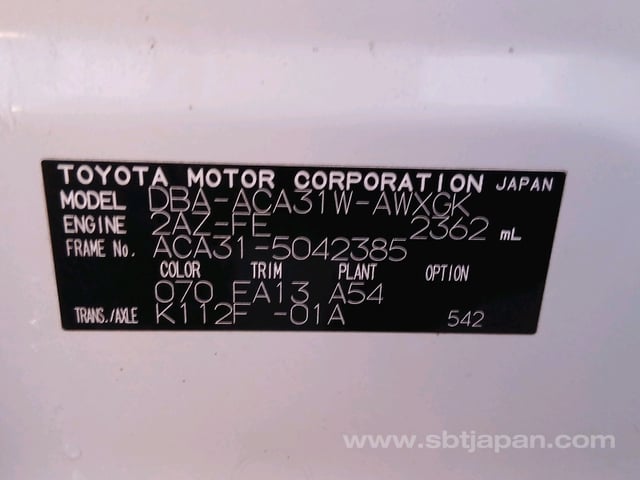 TOYOTA MOTOR CORPORATION JAPAN
MODEL DBA-ACA31W-AWXGK
ENGINE 2AZ-FE 2362 mL
FRAME No. ACA31-5042385
COLOR TRIM PLANT OPTION
070 FA13 A54
TRANS./AXLE K112F -01A 542
www.sbtjapan.com